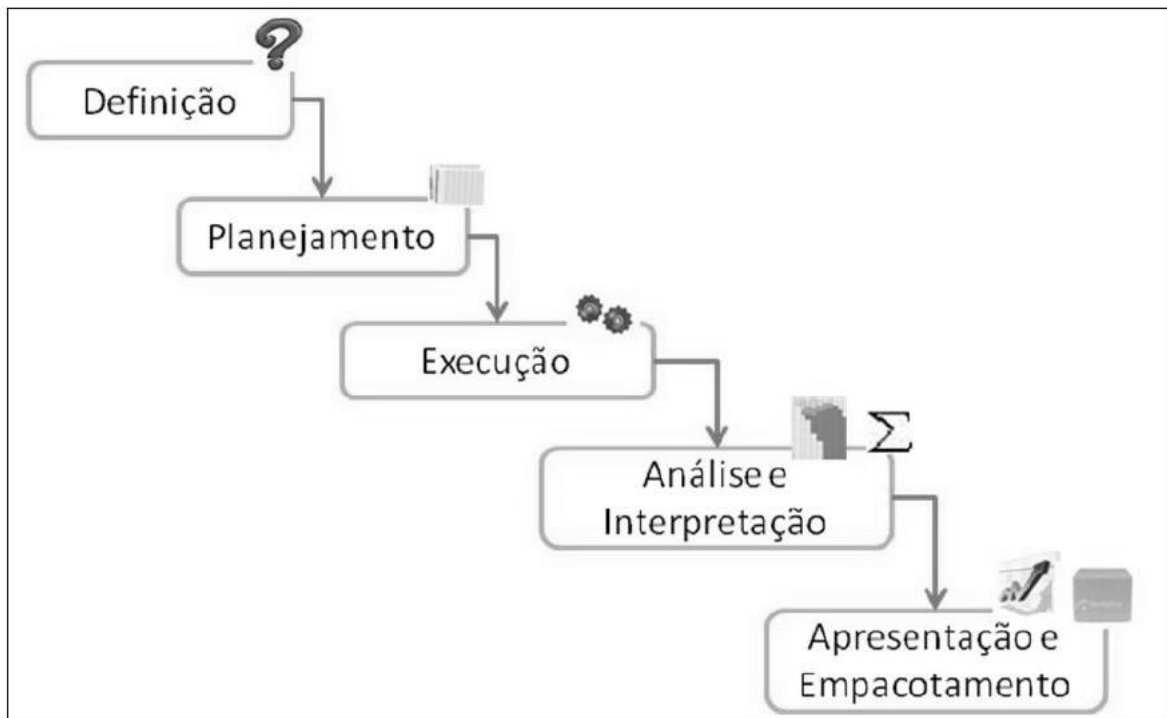 Definição
Planejamento
Execução
Análise e
Interpretação
Apresentação e
Empacotamento